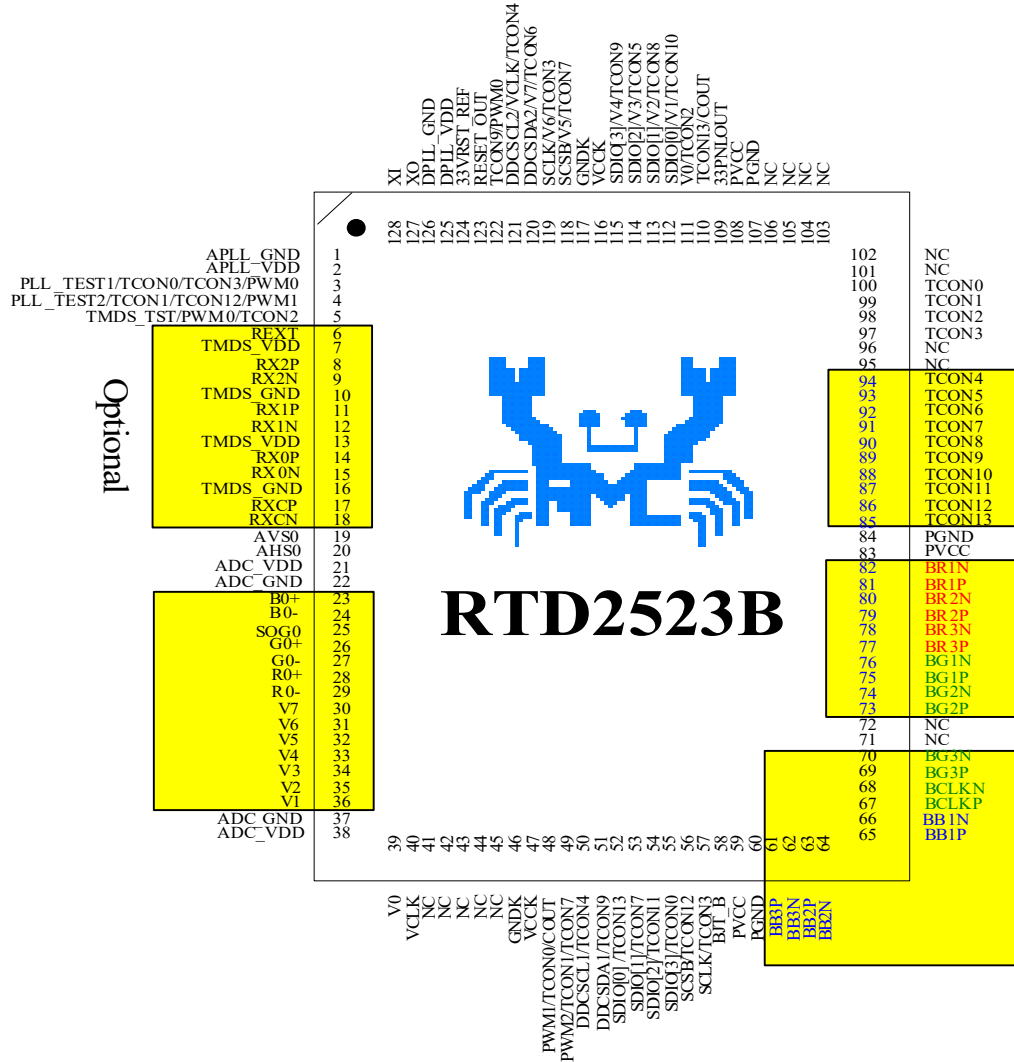 XI
XO
DPLL_GND
DPLL_VDD
33VRST_REF
RESET_OUT
TCON9/PWM0
DDCSCL2/VCLK/TCON4
DDCSDA2/V7/TCON6
SCLK/V6/TCON3
SCSB/V5/TCON7
GNDK
VCCK
SDIO[3]/V4/TCON9
SDIO[2]/V3/TCON5
SDIO[1]/V2/TCON8
SDIO[0]/V1/TCON10
V0/TCON2
TCON13/COUT
33PNLOUT
PVCC
PGND
NC
NC
NC
NC
128 127 126 125 124 123 122 121 120 119 118 117 116 115 114 113 112 111 110 109 108 107 106 105 104 103
APLL_GND 1
APLL_VDD 2
PLL_TEST1/TCON0/TCON3/PWM0 3
PLL_TEST2/TCON1/TCON12/PWM1 4
TMDS_TST/PWM0/TCON2 5
REXT 6
TMDS_VDD 7
RX2P 8
RX2N 9
TMDS_GND 10
RX1P 11
RX1N 12
TMDS_VDD 13
RX0P 14
RX0N 15
TMDS_GND 16
RXCP 17
RXCN 18
AVS0 19
AHS0 20
ADC_VDD 21
ADC_GND 22
B0+ 23
B0- 24
SOG0 25
G0+ 26
G0- 27
R0+ 28
R0- 29
V7 30
V6 31
V5 32
V4 33
V3 34
V2 35
V1 36
ADC_GND 37
ADC_VDD 38
Optional
RTD2523B
102 NC
101 NC
100 TCON0
99 TCON1
98 TCON2
97 TCON3
96 NC
95 NC
94 TCON4
93 TCON5
92 TCON6
91 TCON7
90 TCON8
89 TCON9
88 TCON10
87 TCON11
86 TCON12
85 TCON13
84 PGND
83 PVCC
82 BR1N
81 BR1P
80 BR2N
79 BR2P
78 BR3N
77 BR3P
76 BG1N
75 BG1P
74 BG2N
73 BG2P
72 NC
71 NC
70 BG3N
69 BG3P
68 BCLKN
67 BCLKP
66 BB1N
65 BB1P
39 40 41 42 43 44 45 46 47 48 49 50 51 52 53 54 55 56 57 58 59 60 61 62 63 64
V0
VCLK
NC
NC
NC
NC
NC
GNDK
VCCK
PWM1/TCON0/COUT
PWM2/TCON1/TCON7
DDCSCL1/TCON4
DDCSDA1/TCON9
SDIO[0]/TCON13
SDIO[1]/TCON7
SDIO[2]/TCON11
SDIO[3]/TCON0
SCSB/TCON12
SCLK/TCON3
BJT_B
PVCC
PGND
BB3P
BB3N
BB2P
BB2N